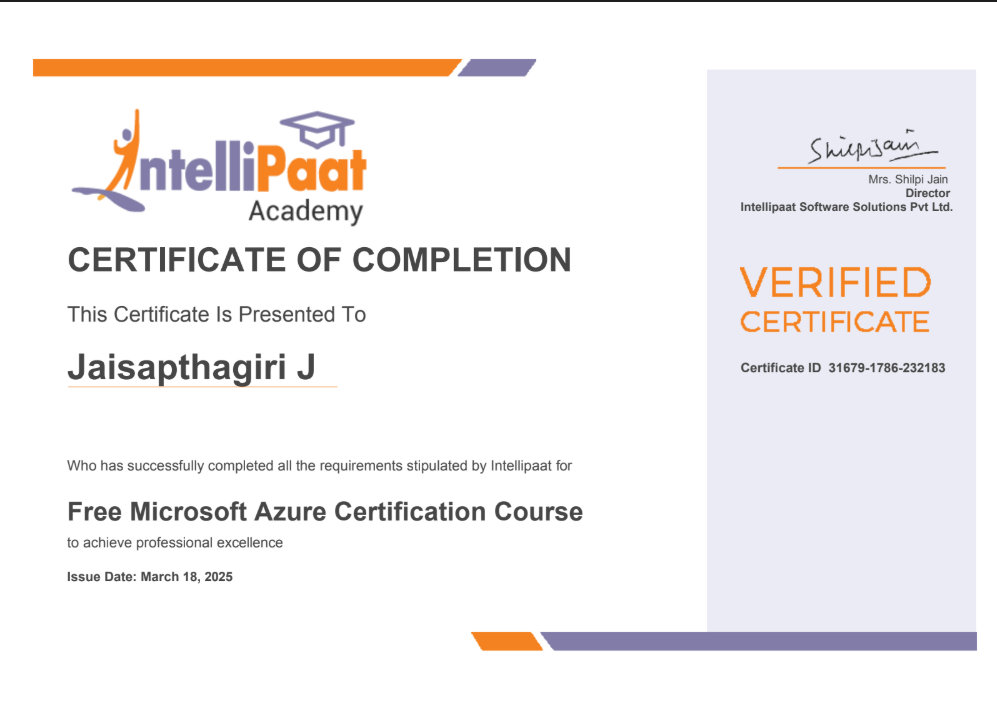 IntelliPaat
Academy
CERTIFICATE OF COMPLETION
This Certificate Is Presented To
Jaisapthagiri J
Who has successfully completed all the requirements stipulated by Intellipaat for
Free Microsoft Azure Certification Course
to achieve professional excellence
Issue Date: March 18, 2025
Shilpi Jain
Mrs. Shilpi Jain
Director
Intellipaat Software Solutions Pvt Ltd.
VERIFIED
CERTIFICATE
Certificate ID 31679-1786-232183